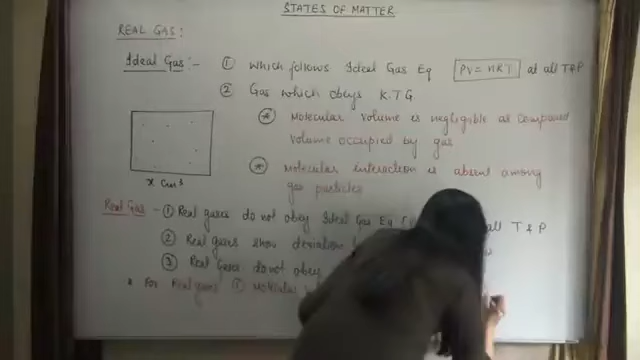 STATES OF MATTER
REAL GAS:
Ideal Gas:- ① Which follows Ideal Gas Eq PV = nRT at all T & P
② Gas which obeys K.T.G
* Molecular volume is negligible as compared
volume occupied by gas
* Molecular interaction is absent among
gas particles
x cm³
Real Gas - ① Real gases do not obey Ideal Gas Eq all T & P
② Real gases show deviation
③ Real Gases do not obey
* For Real gases ① Molecular